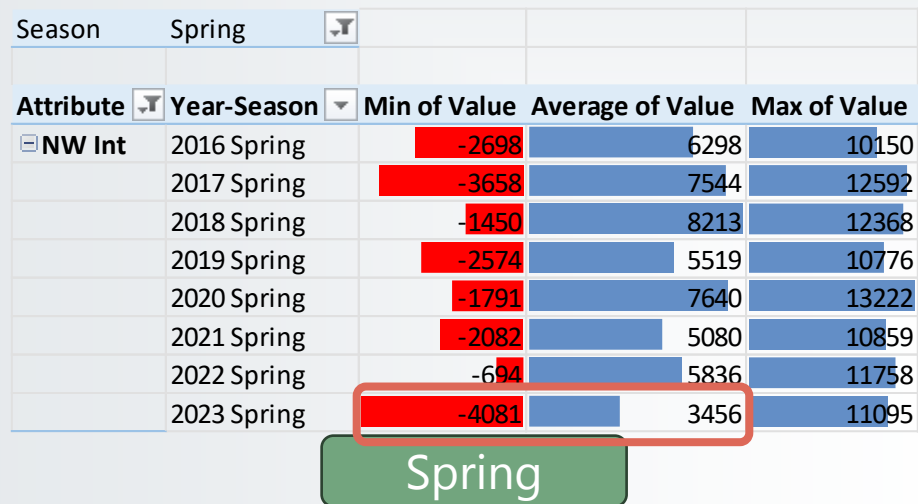 Season Spring
Attribute Year-Season Min of Value Average of Value Max of Value
NW Int 2016 Spring -2698 6298 10150
2017 Spring -3658 7544 12592
2018 Spring -1450 8213 12368
2019 Spring -2574 5519 10776
2020 Spring -1791 7640 13222
2021 Spring -2082 5080 10859
2022 Spring -694 5836 11758
2023 Spring -4081 3456 11095
Spring